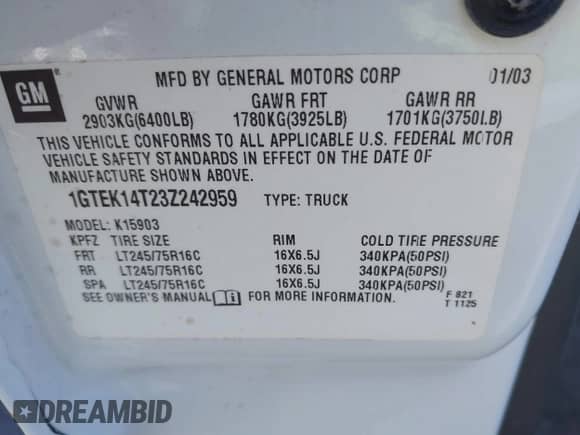 GM ® MFD BY GENERAL MOTORS CORP 01/03
GVWR GAWR FRT GAWR RR
2903KG(6400LB) 1780KG(3925LB) 1701KG(3750LB)
THIS VEHICLE CONFORMS TO ALL APPLICABLE U.S. FEDERAL MOTOR
VEHICLE SAFETY STANDARDS IN EFFECT ON THE DATE OF
MANUFACTURE SHOWN ABOVE.
1GTEK14T23Z242959 TYPE: TRUCK
MODEL: K15903
KPFZ TIRE SIZE RIM COLD TIRE PRESSURE
FRT LT245/75R16C 16X6.5J 340KPA(50PSI)
RR LT245/75R16C 16X6.5J 340KPA(50PSI)
SPA LT245/75R16C 16X6.5J 340KPA(50PSI)
SEE OWNER'S MANUAL i FOR MORE INFORMATION. F 821
T 1125
DREAMBID